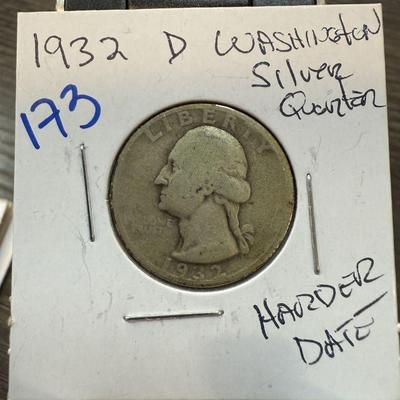 1932 D WASHINGTON
Silver
Quarter
173
LIBERTY
1932
HARDER
DATE